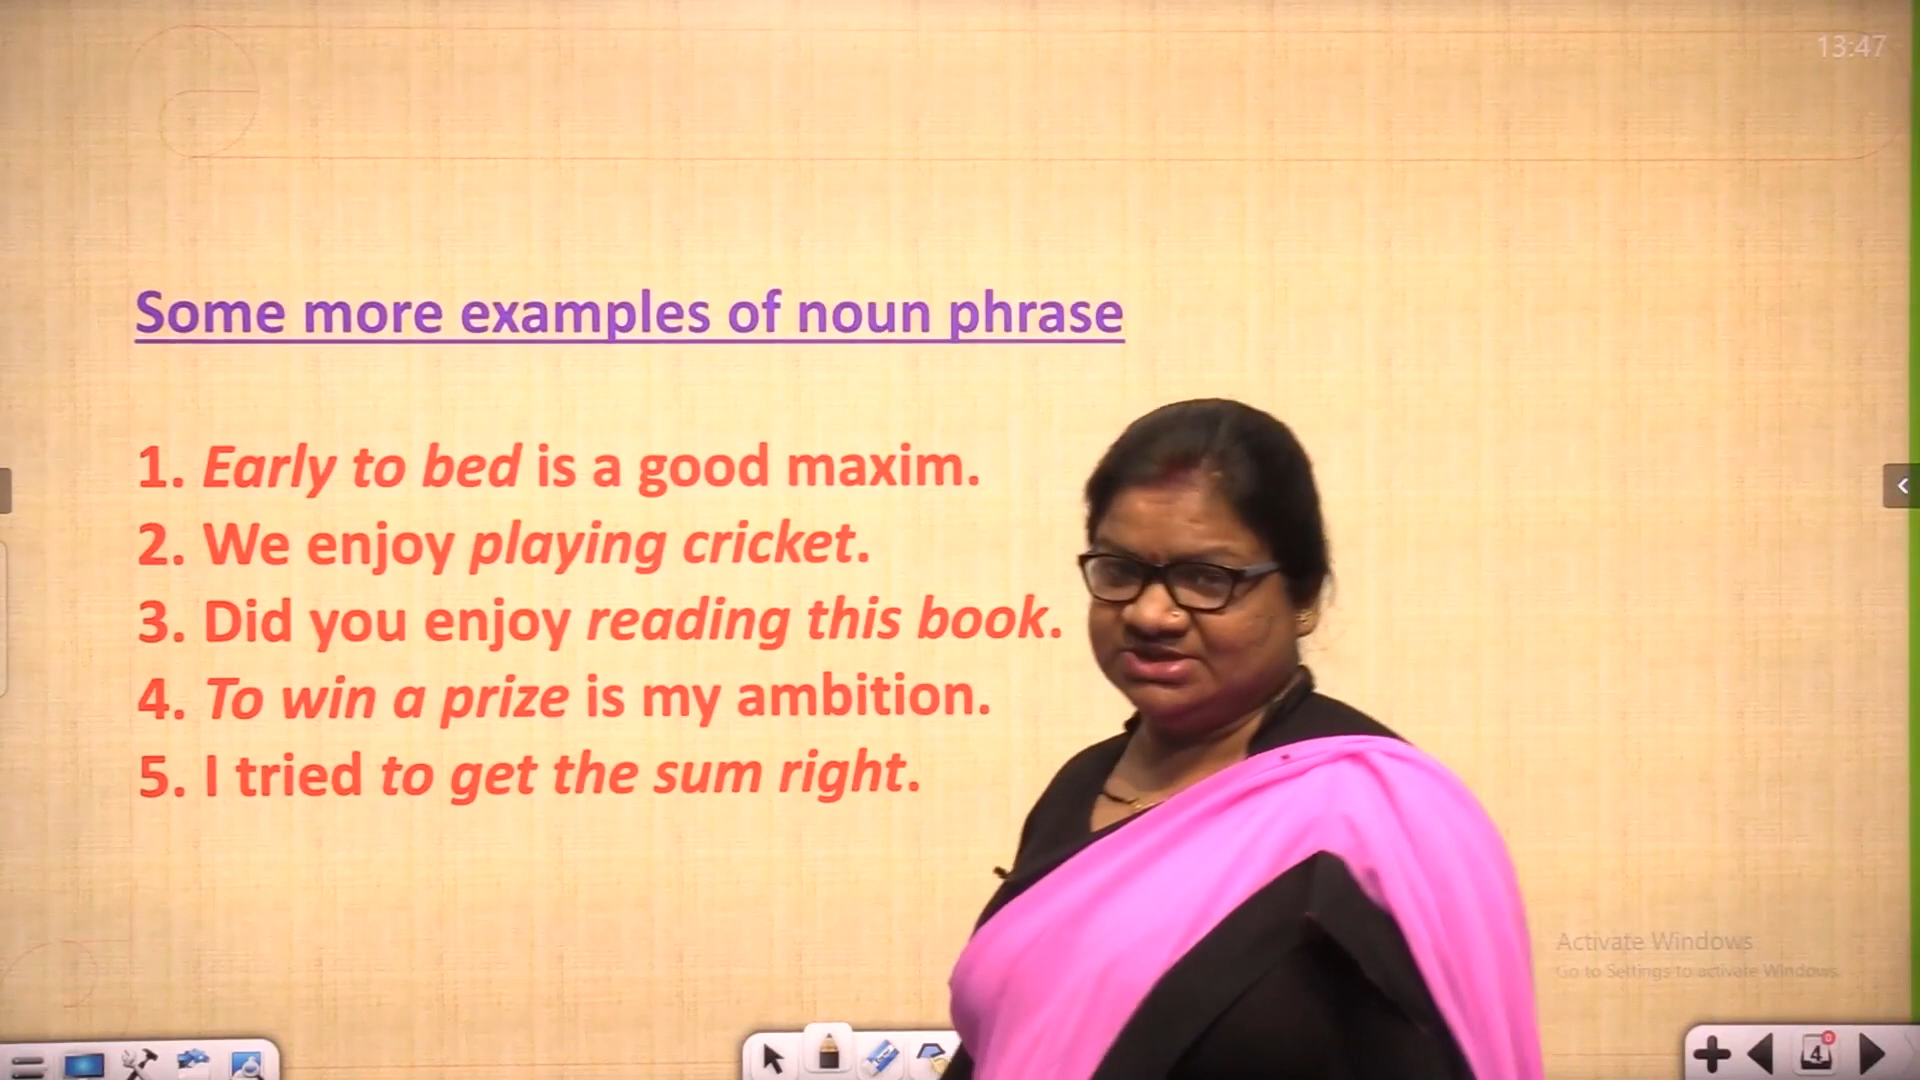 13:47
Some more examples of noun phrase
1. Early to bed is a good maxim.
2. We enjoy playing cricket.
3. Did you enjoy reading this book.
4. To win a prize is my ambition.
5. I tried to get the sum right.
Activate Windows
Go to Settings to activate Windows.
4
0